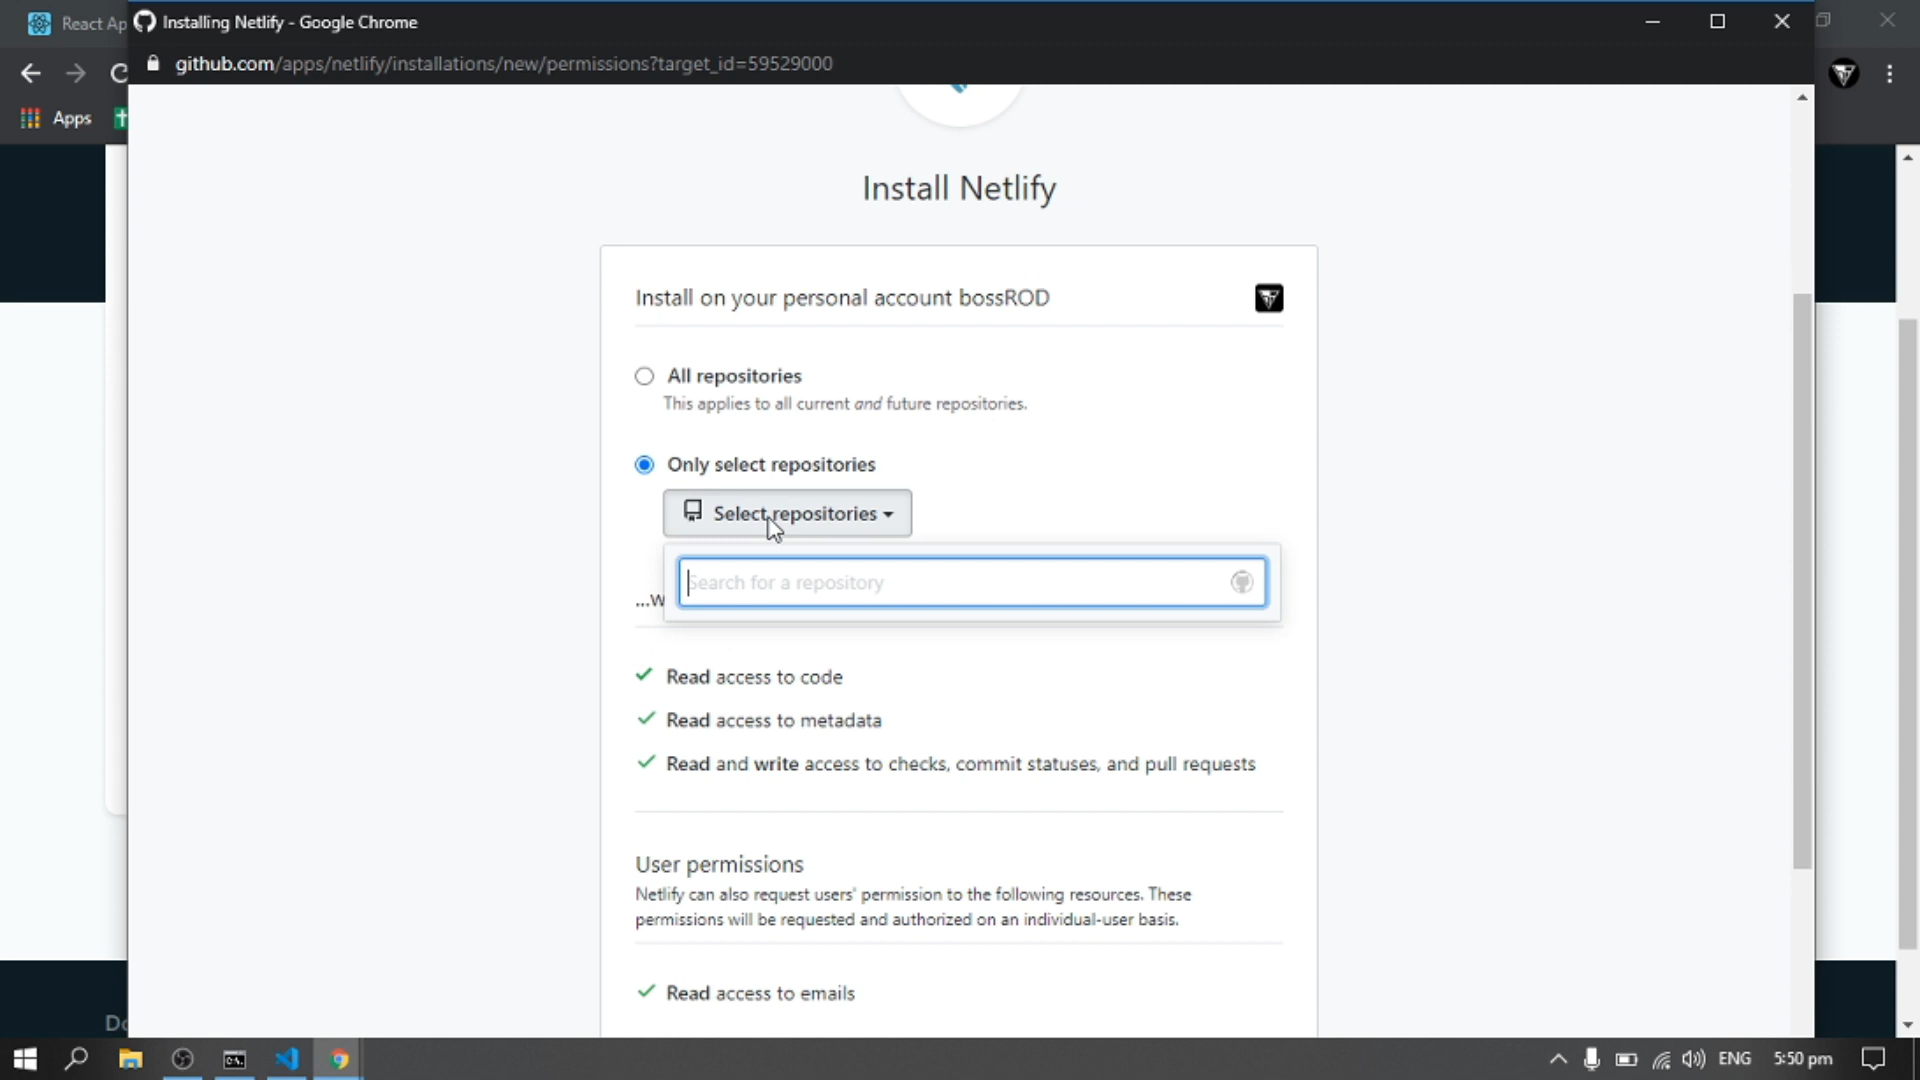 React Ap
Installing Netlify - Google Chrome
github.com/apps/netlify/installations/new/permissions?target_id=59529000
Apps
Install Netlify
Install on your personal account bossROD
All repositories
This applies to all current and future repositories.
Only select repositories
Select repositories
Search for a repository
...w
Read access to code
Read access to metadata
Read and write access to checks, commit statuses, and pull requests
User permissions
Netlify can also request users' permission to the following resources. These
permissions will be requested and authorized on an individual-user basis.
Read access to emails
Do
ENG
5:50 pm